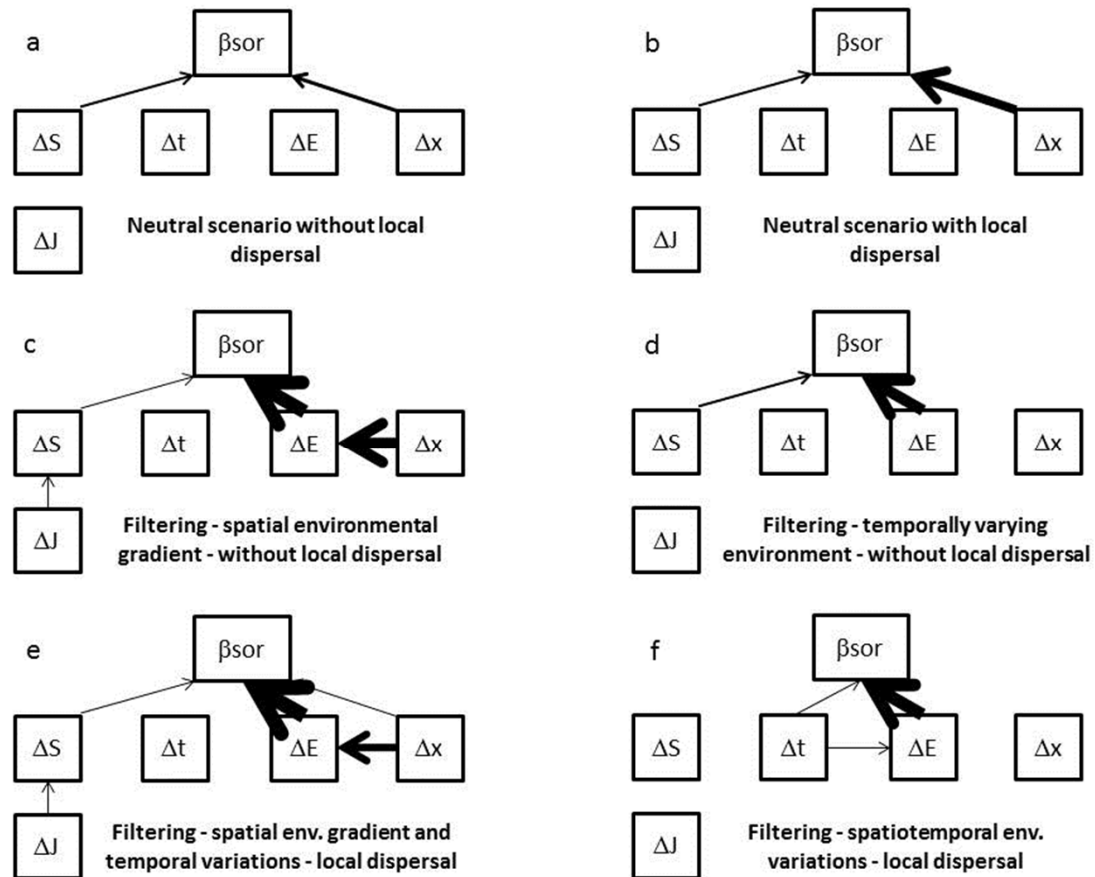 a
βsor
ΔS
Δt
ΔE
Δx
ΔJ
Neutral scenario without local
dispersal
b
βsor
ΔS
Δt
ΔE
Δx
ΔJ
Neutral scenario with local
dispersal
c
βsor
ΔS
Δt
ΔE
Δx
ΔJ
Filtering - spatial environmental
gradient - without local dispersal
d
βsor
ΔS
Δt
ΔE
Δx
ΔJ
Filtering - temporally varying
environment - without local dispersal
e
βsor
ΔS
Δt
ΔE
Δx
ΔJ
Filtering - spatial env. gradient and
temporal variations - local dispersal
f
βsor
ΔS
Δt
ΔE
Δx
ΔJ
Filtering - spatiotemporal env.
variations - local dispersal